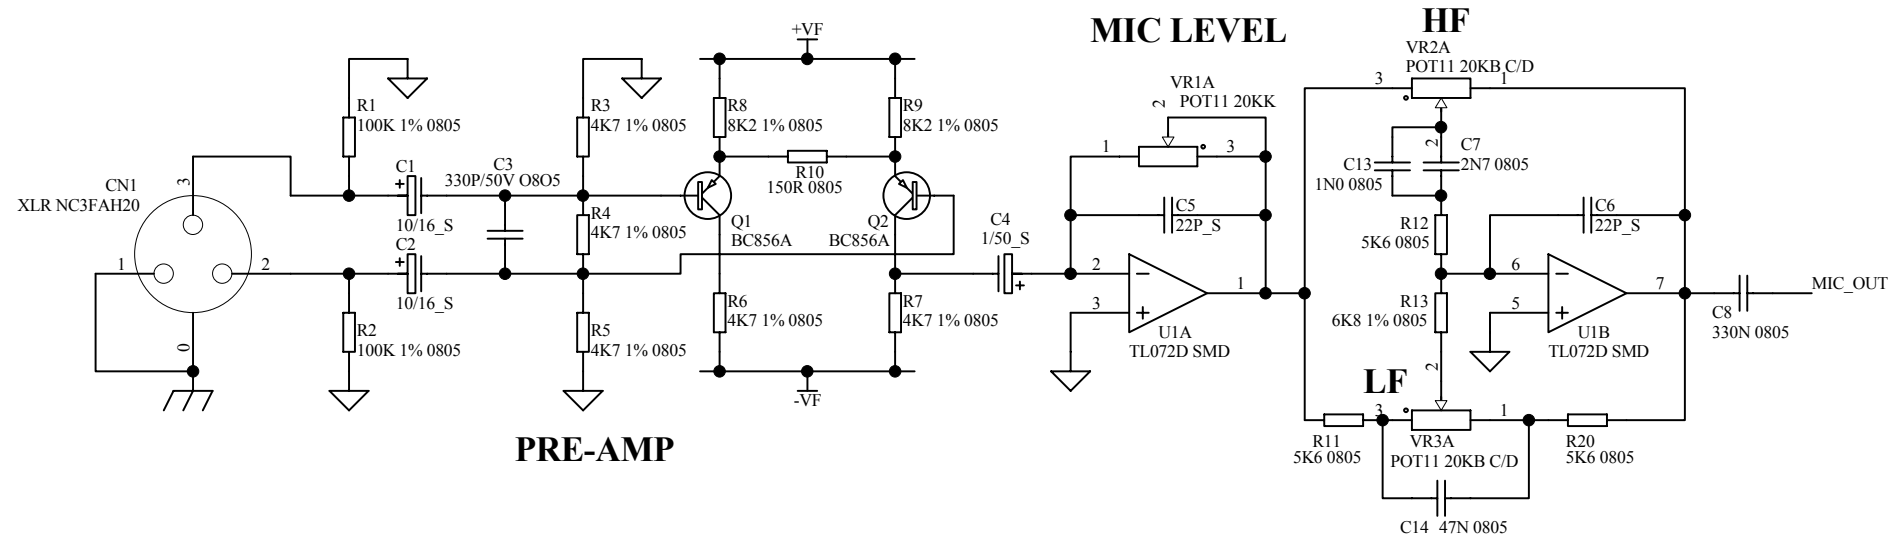 MIC LEVEL
HF
+VF
VR2A
POT11 20KB C/D
3
1
VR1A
POT11 20KK
2
R1
100K 1% 0805
R3
4K7 1% 0805
R8
8K2 1% 0805
R9
8K2 1% 0805
1
3
2
C7
2N7 0805
C13
1N0 0805
C1
+
10/16_S
C3
330P/50V O8O5
R10
150R 0805
CN1
XLR NC3FAH20
3
1
2
0
R4
4K7 1% 0805
Q1
BC856A
Q2
BC856A
C4
1/50_S
+
C5
22P_S
R12
5K6 0805
C6
22P_S
C2
+
10/16_S
2
3
1
U1A
TL072D SMD
6
5
7
U1B
TL072D SMD
MIC_OUT
C8
330N 0805
R2
100K 1% 0805
R5
4K7 1% 0805
R6
4K7 1% 0805
R7
4K7 1% 0805
R13
6K8 1% 0805
2
-VF
LF
3
1
R11
5K6 0805
VR3A
POT11 20KB C/D
R20
5K6 0805
PRE-AMP
C14 47N 0805